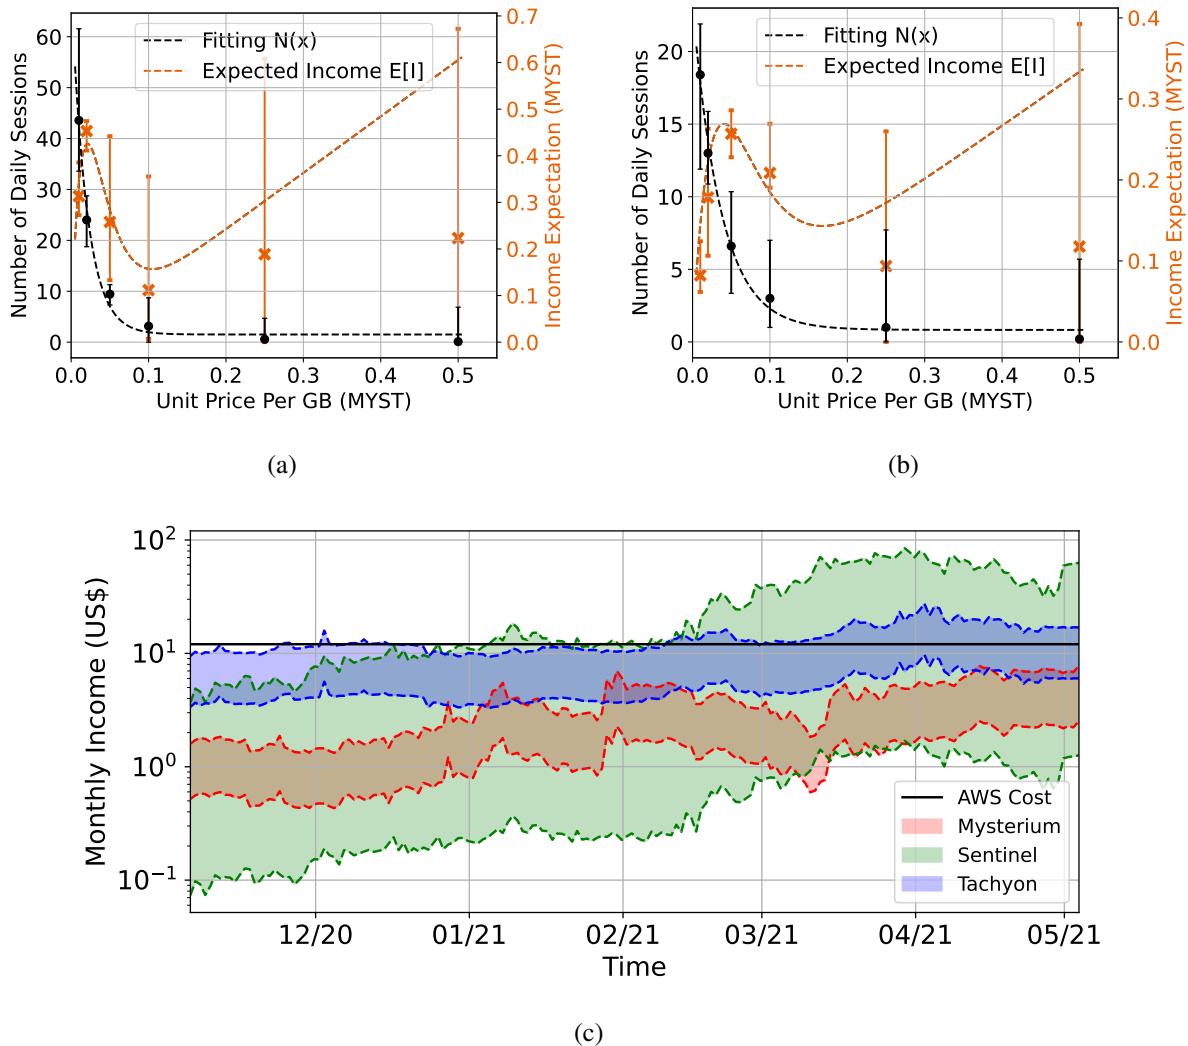 Number of Daily Sessions
60
50
40
30
20
10
0
0.0 0.1 0.2 0.3 0.4 0.5
Unit Price Per GB (MYST)
Fitting N(x)
Expected Income E[I]
0.7
0.6
0.5
0.4
0.3
0.2
0.1
0.0
Income Expectation (MYST)
(a)
Number of Daily Sessions
20
15
10
5
0
0.0 0.1 0.2 0.3 0.4 0.5
Unit Price Per GB (MYST)
Fitting N(x)
Expected Income E[I]
0.4
0.3
0.2
0.1
0.0
Income Expectation (MYST)
(b)
Monthly Income (US$)
10²
10¹
10⁰
10⁻¹
12/20 01/21 02/21 03/21 04/21 05/21
Time
AWS Cost
Mysterium
Sentinel
Tachyon
(c)